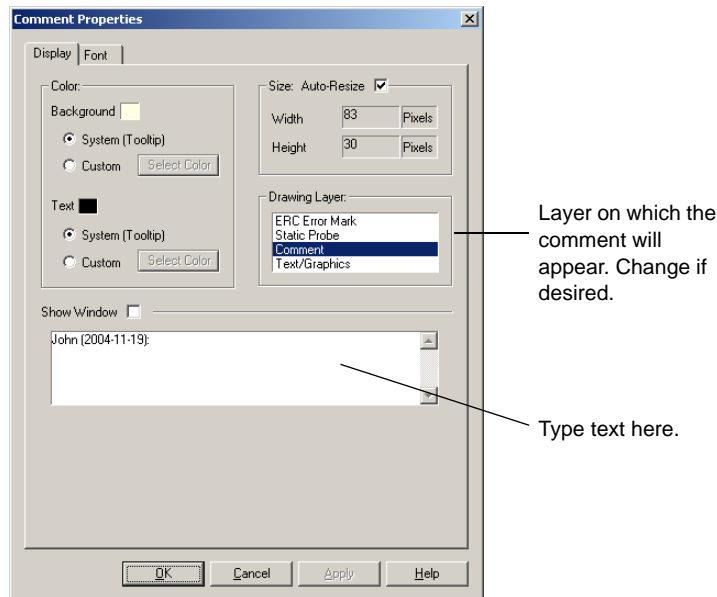 Comment Properties
Display
Font
Color:
Background
System (Tooltip)
Custom
Select Color
Text
System (Tooltip)
Custom
Select Color
Size: Auto-Resize
Width
83
Pixels
Height
30
Pixels
Drawing Layer:
ERC Error Mark
Static Probe
Comment
Text/Graphics
Layer on which the
comment will
appear. Change if
desired.
Show Window
John (2004-11-19):
Type text here.
OK
Cancel
Apply
Help